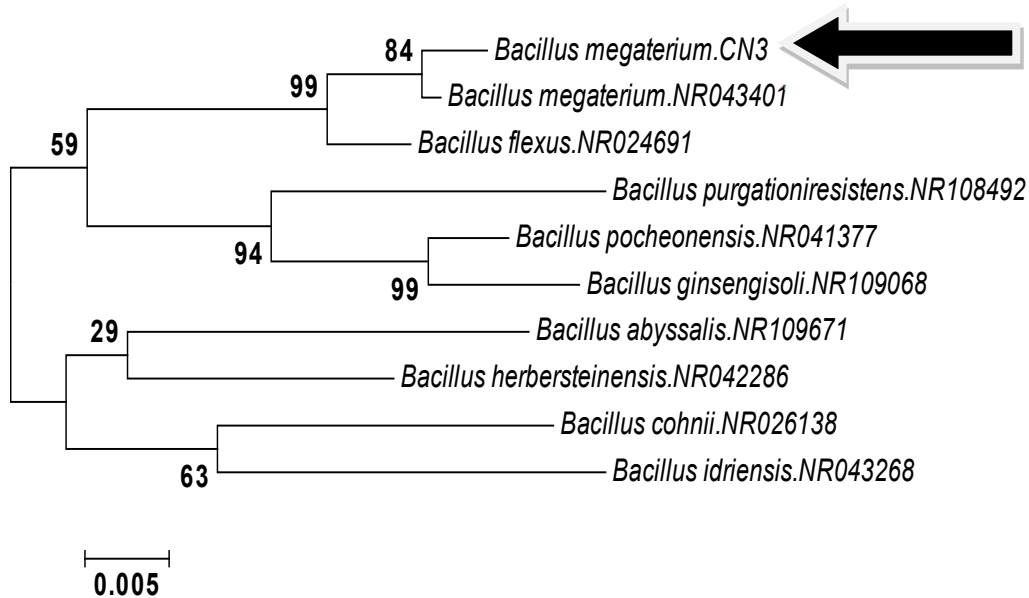 84
Bacillus megaterium.CN3
99
Bacillus megaterium.NR043401
59
Bacillus flexus.NR024691
Bacillus purgationiresistens.NR108492
94
Bacillus pocheonensis.NR041377
99
Bacillus ginsengisoli.NR109068
29
Bacillus abyssalis.NR109671
Bacillus herbersteinensis.NR042286
Bacillus cohnii.NR026138
63
Bacillus idriensis.NR043268
0.005